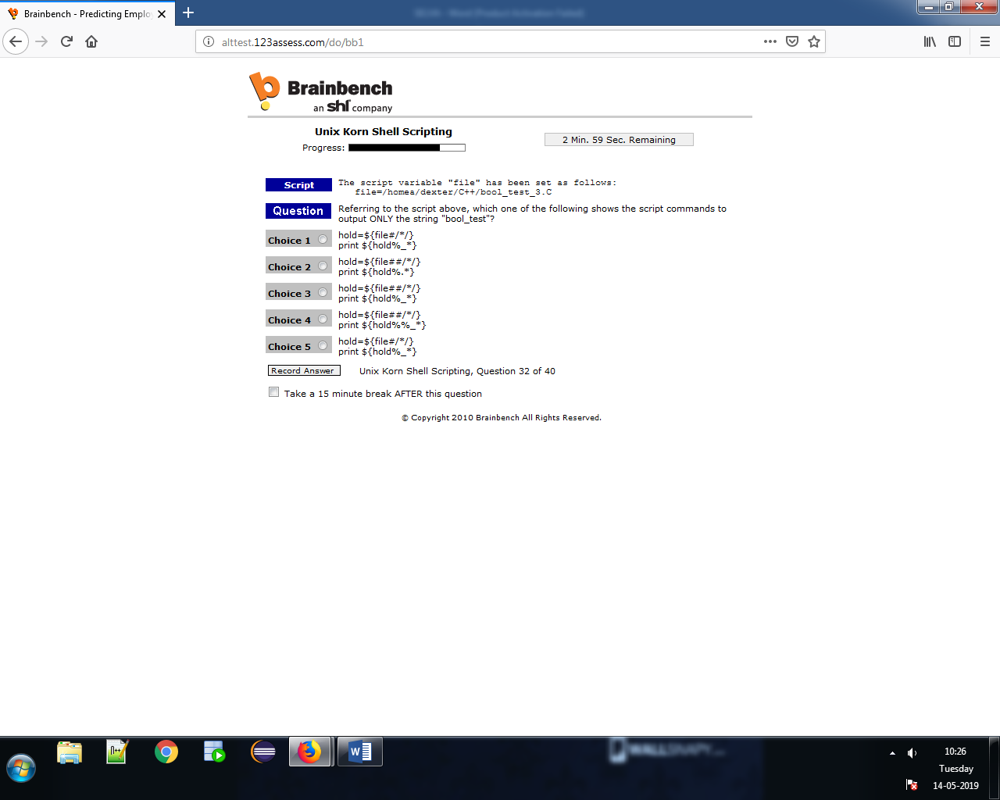 Brainbench - Predicting Emplo
alttest.123assess.com/do/bb1
Brainbench
an shl company
Unix Korn Shell Scripting
Progress:
2 Min. 59 Sec. Remaining
Script
The script variable "file" has been set as follows:
file=/homea/dexter/C++/bool_test_3.C
Question
Referring to the script above, which one of the following shows the script commands to
output ONLY the string "bool_test"?
Choice 1
hold=${file#/*/}
print ${hold%_*}
Choice 2
hold=${file##/*/}
print ${hold%.*}
Choice 3
hold=${file##/*/}
print ${hold%_*}
Choice 4
hold=${file##/*/}
print ${hold%%_*}
Choice 5
hold=${file#/*/}
print ${hold%_*}
Record Answer
Unix Korn Shell Scripting, Question 32 of 40
Take a 15 minute break AFTER this question
© Copyright 2010 Brainbench All Rights Reserved.
10:26
Tuesday
14-05-2019